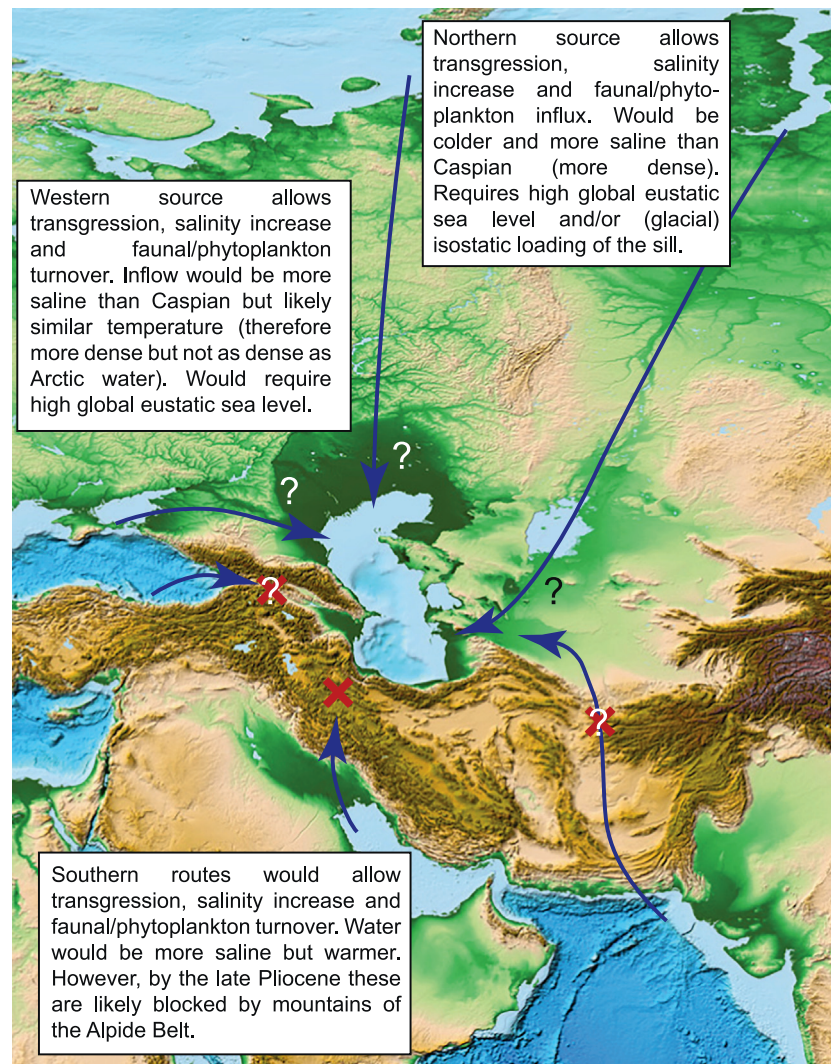 Northern source allows
transgression, salinity
increase and faunal/phyto-
plankton influx. Would be
colder and more saline than
Caspian (more dense).
Requires high global eustatic
sea level and/or (glacial)
isostatic loading of the sill.
Western source allows
transgression, salinity increase
and faunal/phytoplankton
turnover. Inflow would be more
saline than Caspian but likely
similar temperature (therefore
more dense but not as dense as
Arctic water). Would require
high global eustatic sea level.
?
?
?
?
?
Southern routes would allow
transgression, salinity increase and
faunal/phytoplankton turnover. Water
would be more saline but warmer.
However, by the late Pliocene these
are likely blocked by mountains of
the Alpide Belt.